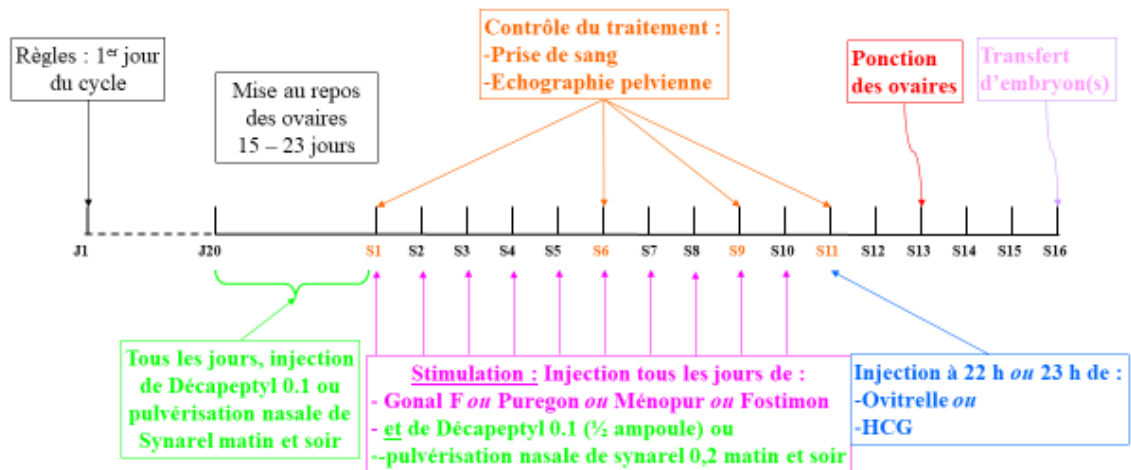 Règles : 1er jour
du cycle
Mise au repos
des ovaires
15 – 23 jours
Contrôle du traitement :
-Prise de sang
-Echographie pelvienne
Ponction
des ovaires
Transfert
d'embryon(s)
J1 J20 S1 S2 S3 S4 S5 S6 S7 S8 S9 S10 S11 S12 S13 S14 S15 S16
Tous les jours, injection
de Décapeptyl 0.1 ou
pulvérisation nasale de
Synarel matin et soir
Stimulation : Injection tous les jours de :
- Gonal F ou Puregon ou Ménopur ou Fostimon
- et de Décapeptyl 0.1 (½ ampoule) ou
--pulvérisation nasale de synarel 0,2 matin et soir
Injection à 22 h ou 23 h de :
-Ovitrelle ou
-HCG